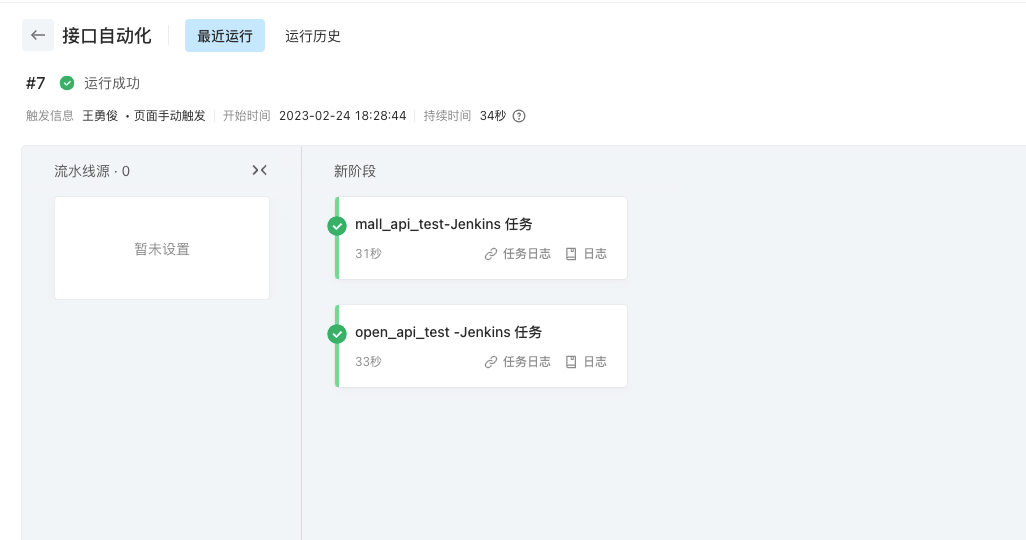 接口自动化 最近运行 运行历史
#7 运行成功
触发信息 王勇俊 • 页面手动触发 开始时间 2023-02-24 18:28:44 持续时间 34秒
流水线源 · 0
暂未设置
新阶段
mall_api_test-Jenkins 任务
31秒 任务日志 日志
open_api_test -Jenkins 任务
33秒 任务日志 日志